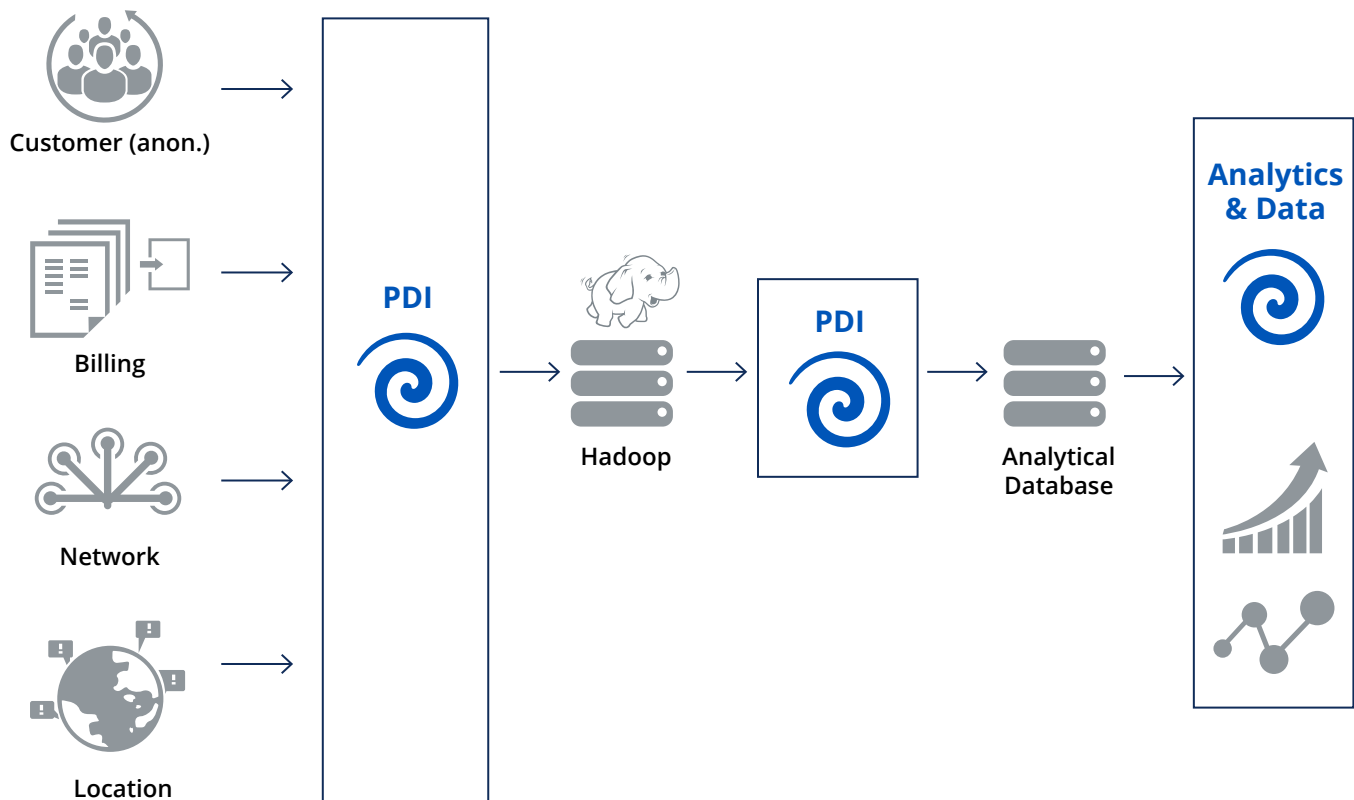 Customer (anon.)
Billing
Network
Location
PDI
Hadoop
PDI
Analytical
Database
Analytics
& Data